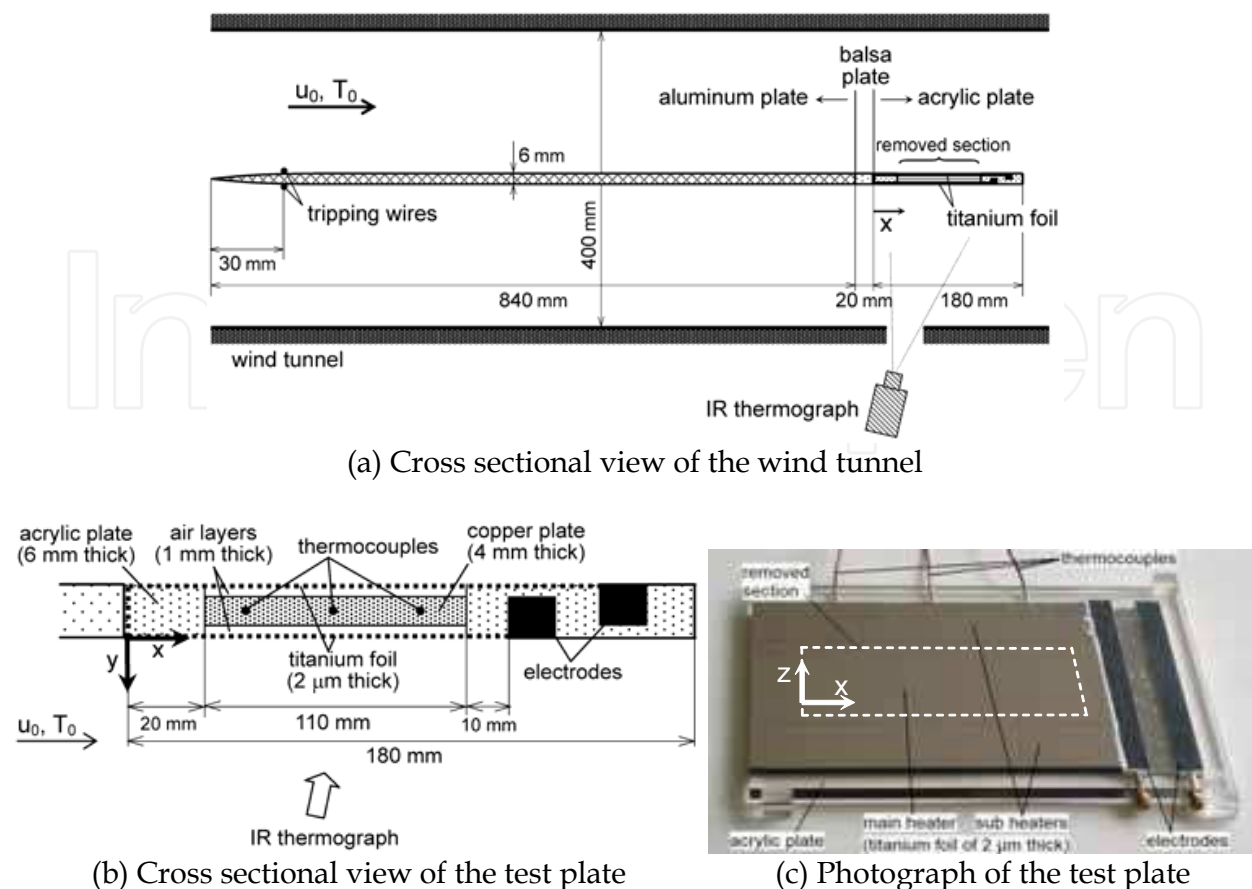 balsa
plate
u₀, T₀
aluminum plate
acrylic plate
removed section
6 mm
tripping wires
titanium foil
x
30 mm
400 mm
840 mm
20 mm
180 mm
wind tunnel
IR thermograph
(a) Cross sectional view of the wind tunnel
acrylic plate
(6 mm thick)
air layers
(1 mm thick)
thermocouples
copper plate
(4 mm thick)
x
y
titanium foil
(2 μm thick)
electrodes
20 mm
110 mm
10 mm
u₀, T₀
180 mm
IR thermograph
(b) Cross sectional view of the test plate
thermocouples
removed
section
z
x
main heater
sub heaters
(titanium foil of 2 μm thick)
acrylic plate
electrodes
(c) Photograph of the test plate